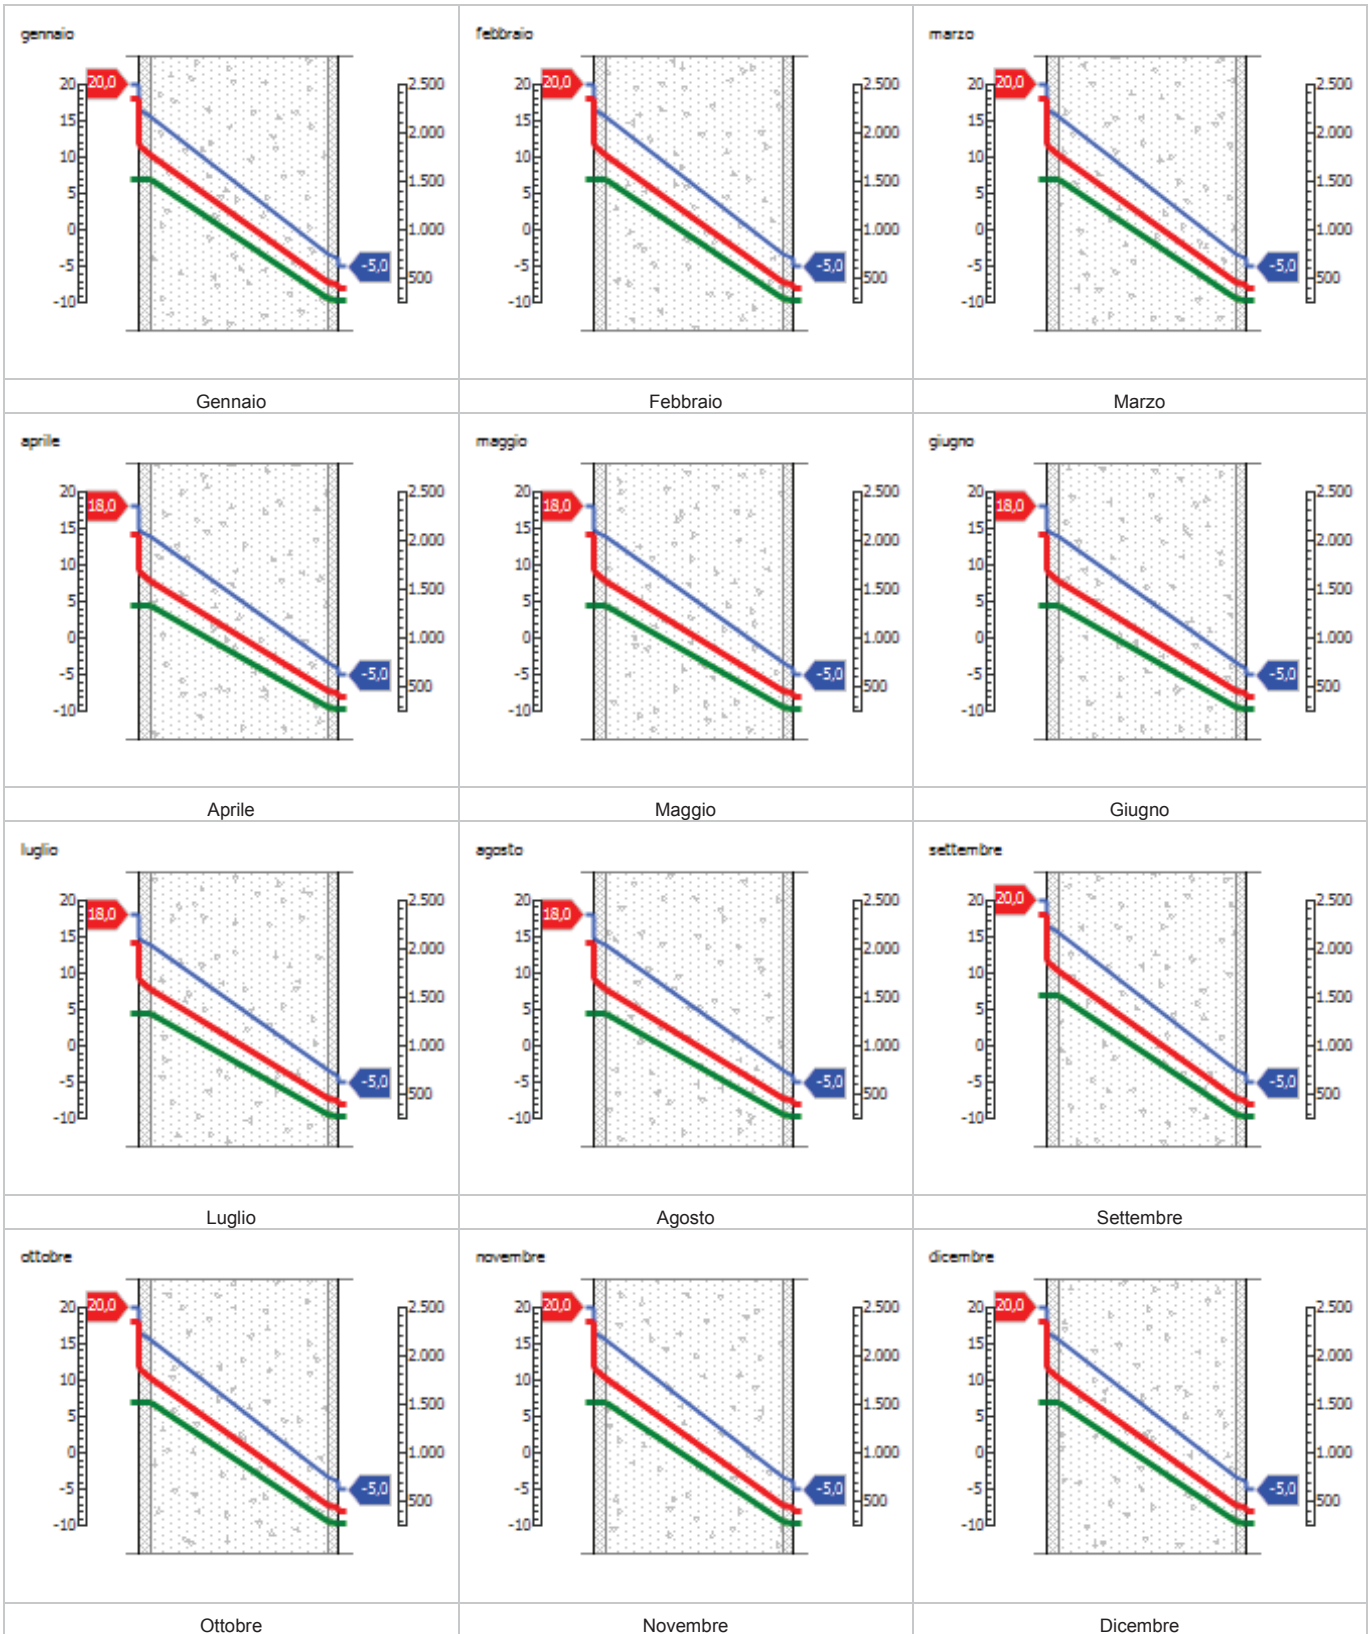 gennaio febbraio marzo
20 20,0 2.500 20 20,0 2.500 20 20,0 2.500
15 2.000 15 2.000 15 2.000
10 10 10
5 1.500 5 1.500 5 1.500
0 1.000 0 1.000 0 1.000
-5 -5,0 500 -5 -5,0 500 -5 -5,0 500
-10 -10 -10
Gennaio Febbraio Marzo
aprile maggio giugno
20 18,0 2.500 20 18,0 2.500 20 18,0 2.500
15 2.000 15 2.000 15 2.000
10 10 10
5 1.500 5 1.500 5 1.500
0 1.000 0 1.000 0 1.000
-5 -5,0 500 -5 -5,0 500 -5 -5,0 500
-10 -10 -10
Aprile Maggio Giugno
luglio agosto settembre
20 18,0 2.500 20 18,0 2.500 20 20,0 2.500
15 2.000 15 2.000 15 2.000
10 10 10
5 1.500 5 1.500 5 1.500
0 1.000 0 1.000 0 1.000
-5 -5,0 500 -5 -5,0 500 -5 -5,0 500
-10 -10 -10
Luglio Agosto Settembre
ottobre novembre dicembre
20 20,0 2.500 20 20,0 2.500 20 20,0 2.500
15 2.000 15 2.000 15 2.000
10 10 10
5 1.500 5 1.500 5 1.500
0 1.000 0 1.000 0 1.000
-5 -5,0 500 -5 -5,0 500 -5 -5,0 500
-10 -10 -10
Ottobre Novembre Dicembre